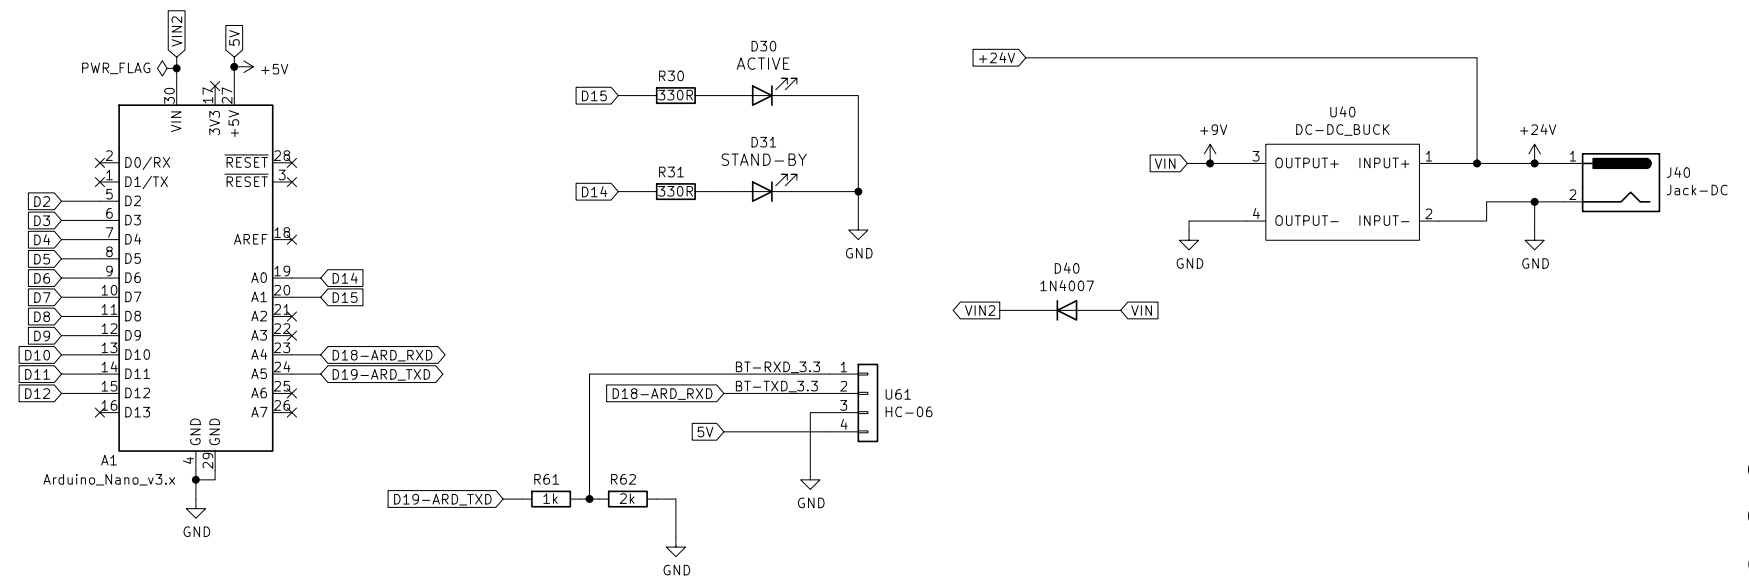 VIN2
5V
PWR_FLAG
+5V
30
17
27
VIN
3V3
+5V
2 D0/RX
RESET 28
1 D1/TX
RESET 3
D2 5 D2
D3 6 D3
D4 7 D4
AREF 18
D5 8 D5
D6 9 D6
A0 19 D14
D7 10 D7
A1 20 D15
D8 11 D8
A2 21
D9 12 D9
A3 22
D10 13 D10
A4 23 D18-ARD_RXD
D11 14 D11
A5 24 D19-ARD_TXD
D12 15 D12
A6 25
16 D13
A7 26
GND
GND
4
29
A1
Arduino_Nano_v3.x
GND
D30
ACTIVE
R30
D15
330R
D31
STAND-BY
R31
D14
330R
GND
+24V
U40
DC-DC_BUCK
+9V
+24V
VIN 3 OUTPUT+ INPUT+ 1
1
J40
Jack-DC
2
4 OUTPUT- INPUT- 2
GND
GND
D40
1N4007
VIN2
VIN
BT-RXD_3.3 1
D18-ARD_RXD BT-TXD_3.3 2
3
5V 4
U61
HC-06
GND
R61
R62
D19-ARD_TXD 1k 2k
GND